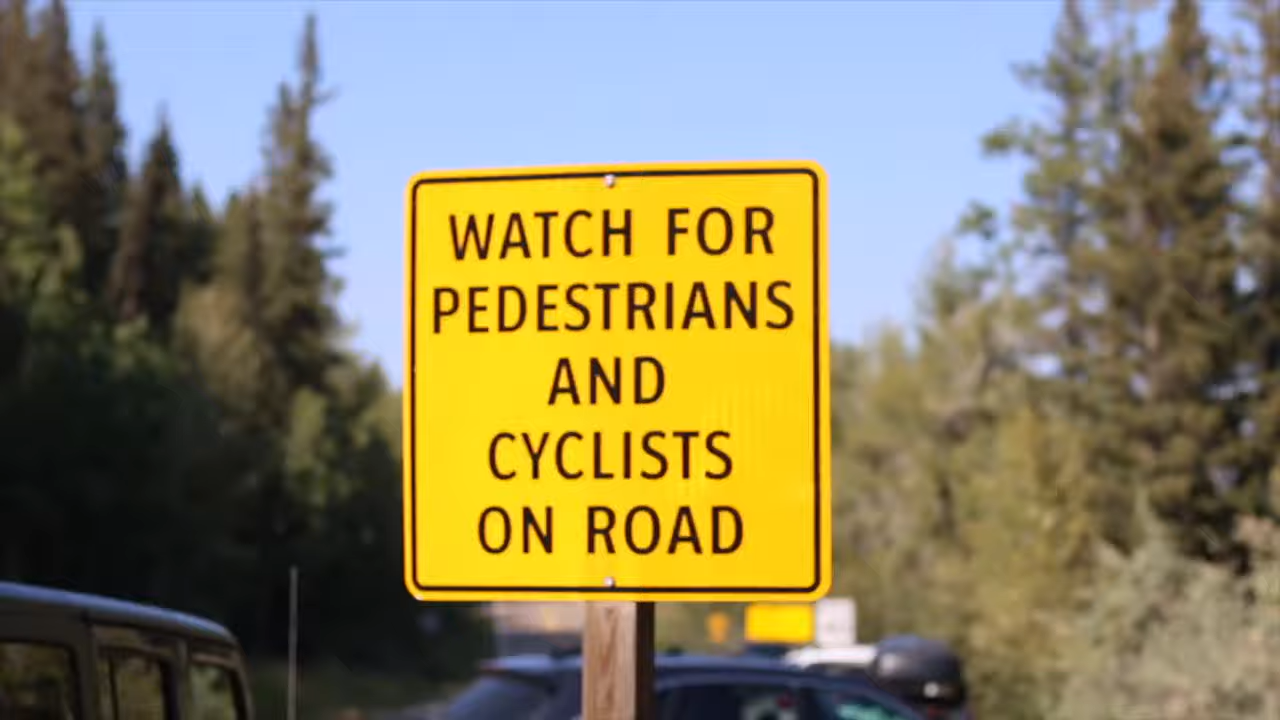 WATCH FOR
PEDESTRIANS
AND
CYCLISTS
ON ROAD